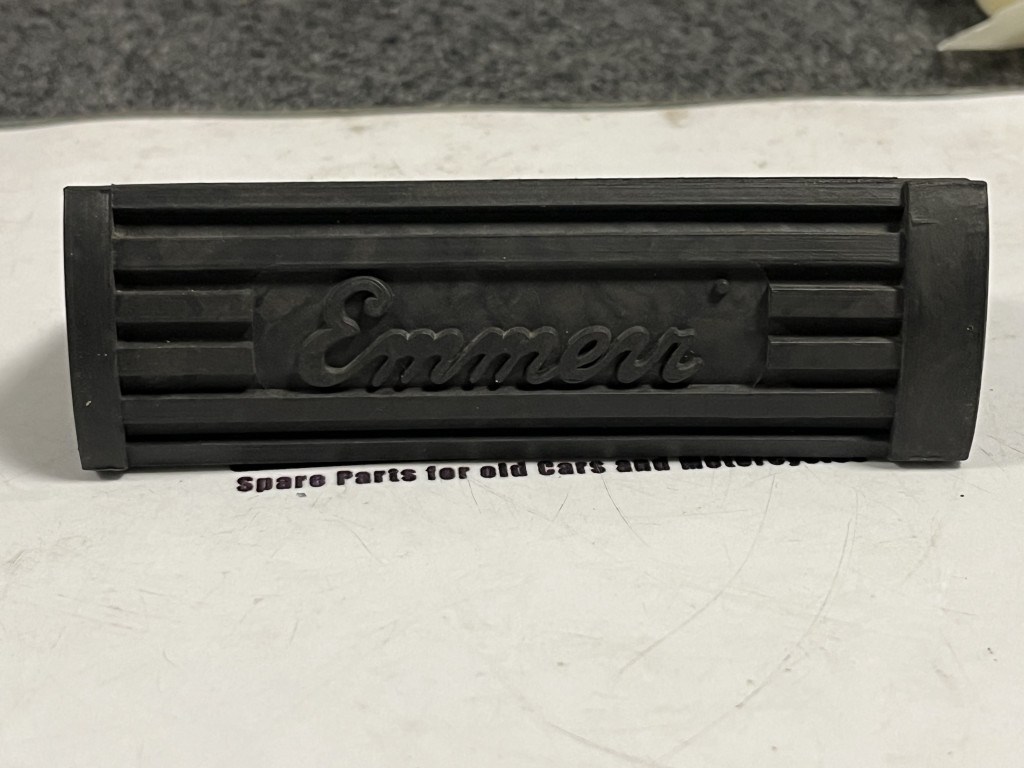 Emmerr
Spare Parts for old Cars and Motorcycles